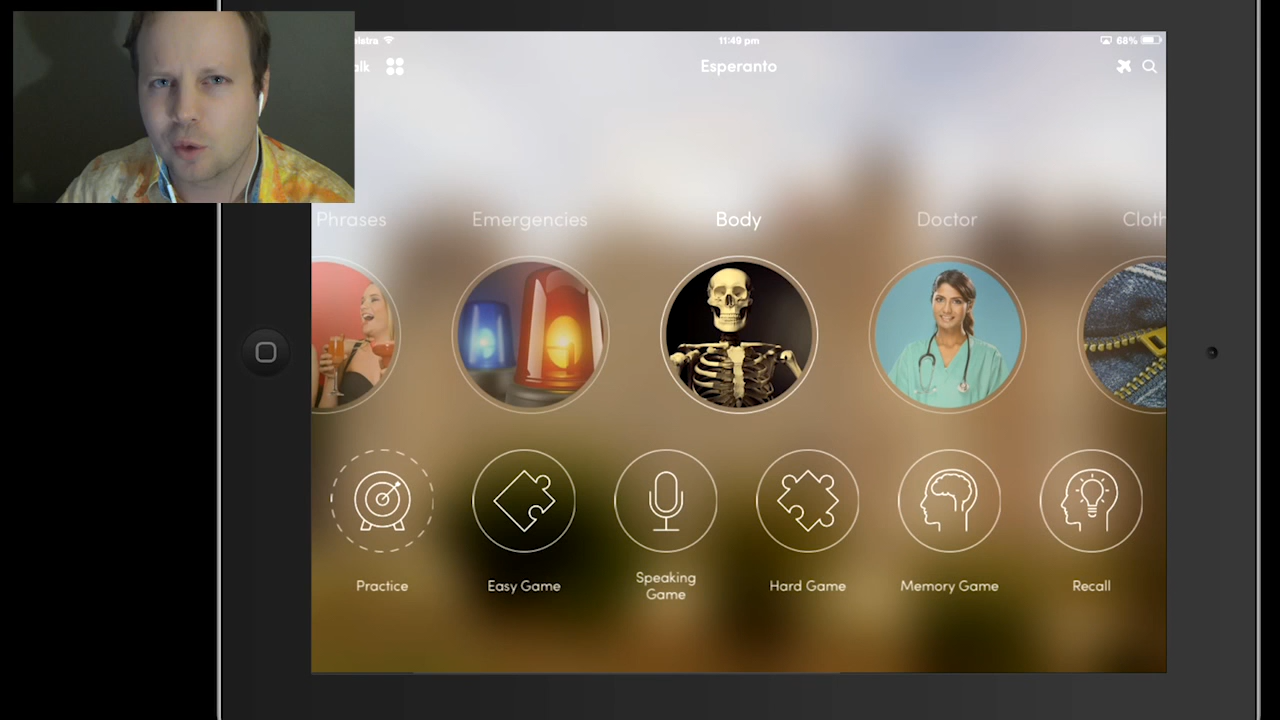 11:49 pm
68%
Esperanto
Phrases
Emergencies
Body
Doctor
Practice
Easy Game
Speaking
Game
Hard Game
Memory Game
Recall